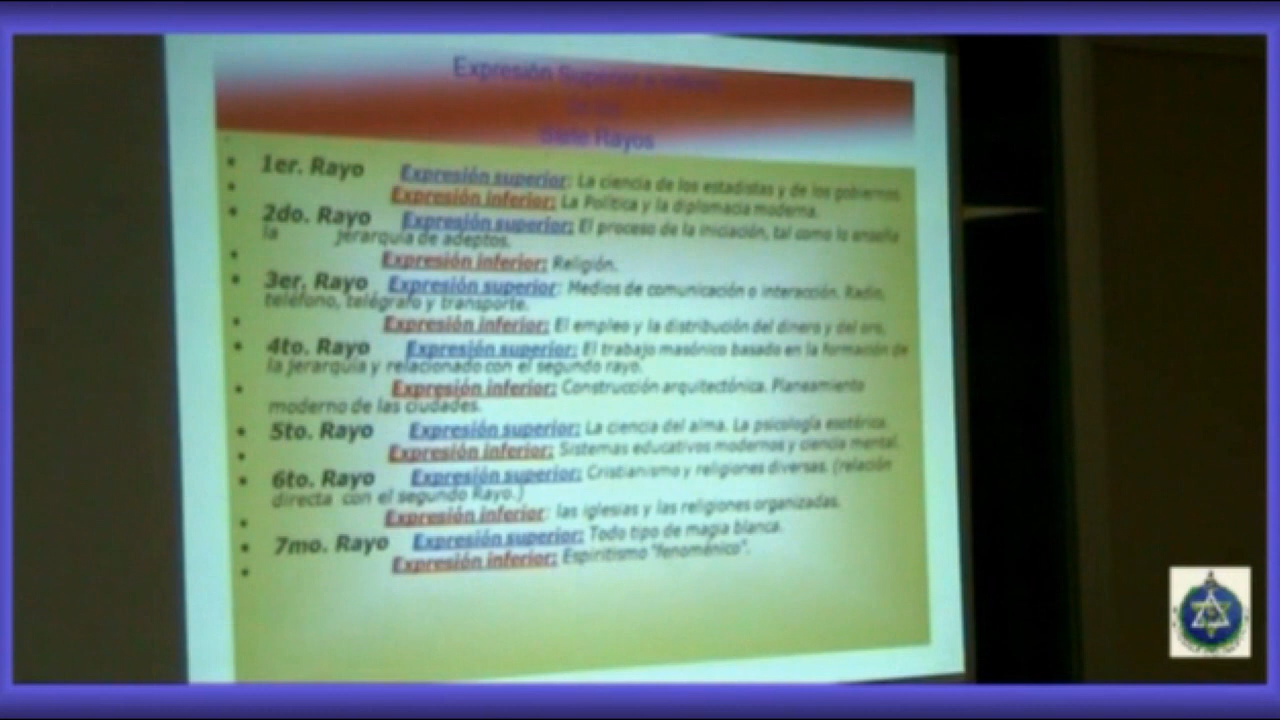 Expresión Superior e
Siete Rayos
• 1er. Rayo Expresión superior: La ciencia de los estadistas y de los gobiernos.
• Expresión inferior: La Política y la diplomacia moderna.
• 2do. Rayo Expresión superior: El proceso de la iniciación, tal como lo enseña
la jerarquía de adeptos.
• Expresión inferior: Religión.
• 3er. Rayo Expresión superior: Medios de comunicación o interacción. Radio,
teléfono, telégrafo y transporte.
• Expresión inferior: El empleo y la distribución del dinero y del oro.
• 4to. Rayo Expresión superior: El trabajo masónico basado en la formación de
la jerarquía y relacionado con el segundo rayo.
• Expresión inferior: Construcción arquitectónica. Planeamiento
moderno de las ciudades.
• 5to. Rayo Expresión superior: La ciencia del alma. La psicología esotérica.
• Expresión inferior: Sistemas educativos modernos y ciencia mental.
• 6to. Rayo Expresión superior: Cristianismo y religiones diversas. (relación
directa con el segundo Rayo.)
• Expresión inferior: las iglesias y las religiones organizadas.
• 7mo. Rayo Expresión superior: Todo tipo de magia blanca.
• Expresión inferior: Espiritismo "fenoménico".